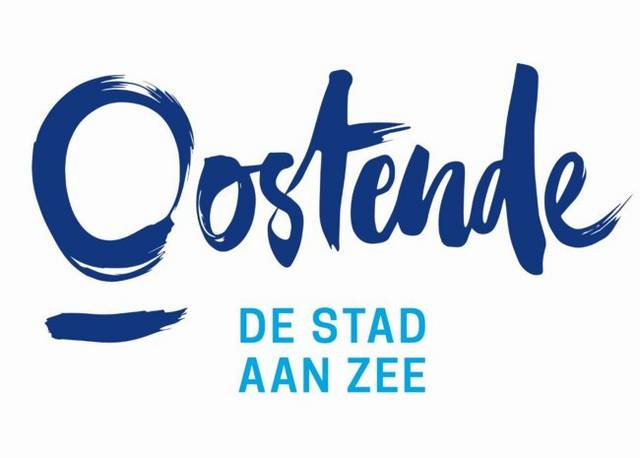 Oostende
DE STAD
AAN ZEE